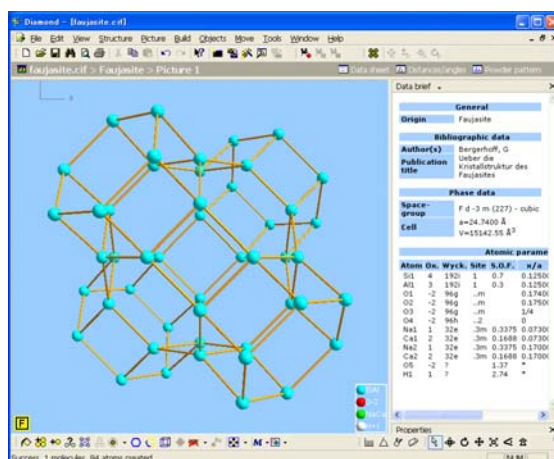 Diamond - [faujasite.cif]
File Edit View Structure Picture Build Objects Move Tools Window Help
faujasite.cif > Faujasite > Picture 1
Data sheet Distances/angles Powder pattern
Data brief
General
Origin Faujasite
Bibliographic data
Author(s) Bergerhoff, G
Publication title Ueber die Kristallstruktur des Faujasites
Phase data
Space-group F d -3 m (227) - cubic
Cell a=24.7400 Å
V=15142.55 Å³
Atomic parame
Atom Ox. Wyck. Site S.O.F. x/a
Si1 4 192i 1 0.7 0.1250
Al1 3 192i 1 0.3 0.1250
O1 -2 96g ..m 0.1740
O2 -2 96g ..m 0.1750
O3 -2 96g ..m 1/4
O4 -2 96h ..2 0
Na1 1 32e .3m 0.3375 0.0730
Ca1 2 32e .3m 0.1688 0.0730
Na2 1 32e .3m 0.3375 0.1700
Ca2 2 32e .3m 0.1688 0.1700
O5 -2 ? 1.37 *
H1 1 ? 2.74 *
Properties